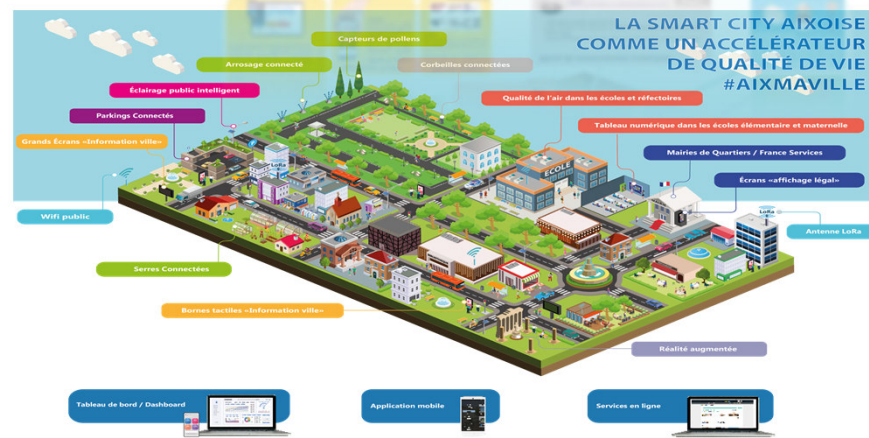 LA SMART CITY AIXOISE
COMME UN ACCÉLÉRATEUR
DE QUALITÉ DE VIE
#AIXMAVILLE
Capteurs de pollens
Arrosage connecté
Corbeilles connectées
Éclairage public intelligent
Qualité de l'air dans les écoles et réfectoires
Parkings Connectés
Tableau numérique dans les écoles élémentaire et maternelle
Grands Écrans «Information ville»
Mairies de Quartiers / France Services
ECOLE
LoRa
Écrans «affichage légal»
Wifi public
LoRa
Antenne LoRa
Serres Connectées
Bornes tactiles «Information ville»
Réalité augmentée
Tableau de bord / Dashboard
Application mobile
Services en ligne